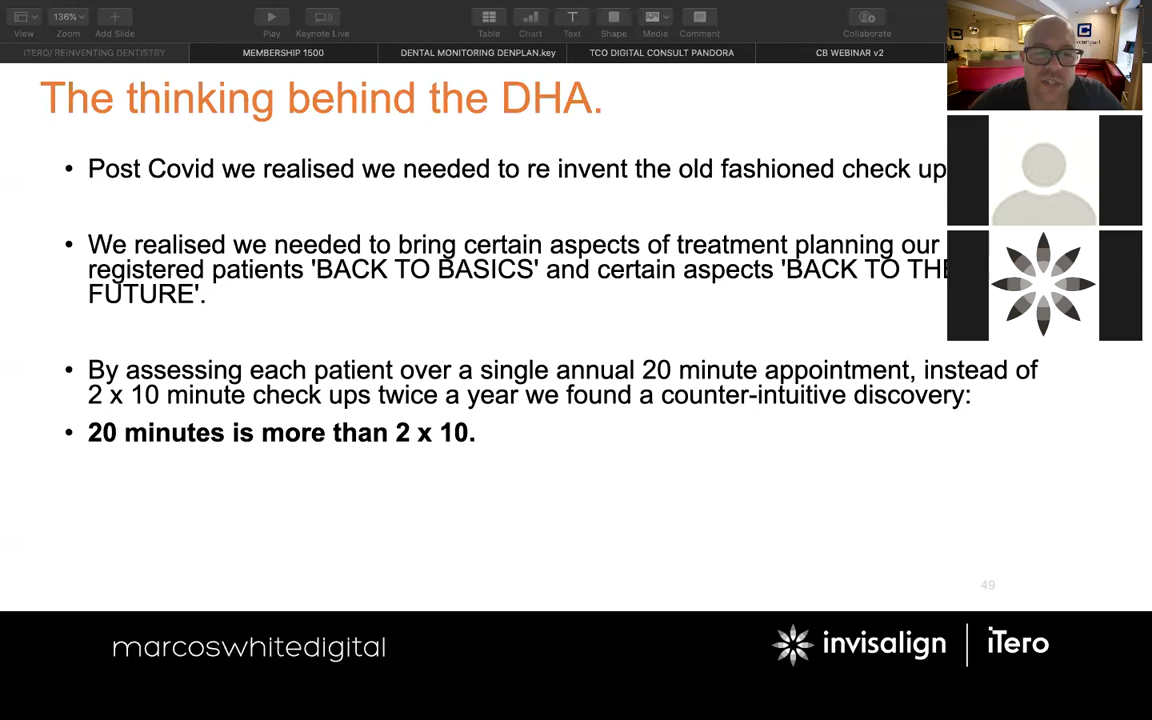 136%
View
Zoom
Add Slide
Play
Keynote Live
Table
Chart
Text
Shape
Media
Comment
Collaborate
ITERO/ REINVENTING DENTISTRY
MEMBERSHIP 1500
DENTAL MONITORING DENPLAN.key
TCO DIGITAL CONSULT PANDORA
CB WEBINAR v2
The thinking behind the DHA.
• Post Covid we realised we needed to re invent the old fashioned check up
• We realised we needed to bring certain aspects of treatment planning our
registered patients 'BACK TO BASICS' and certain aspects 'BACK TO THE
FUTURE'.
• By assessing each patient over a single annual 20 minute appointment, instead of
2 x 10 minute check ups twice a year we found a counter-intuitive discovery:
• 20 minutes is more than 2 x 10.
49
marcoswhitedigital
invisalign | iTero